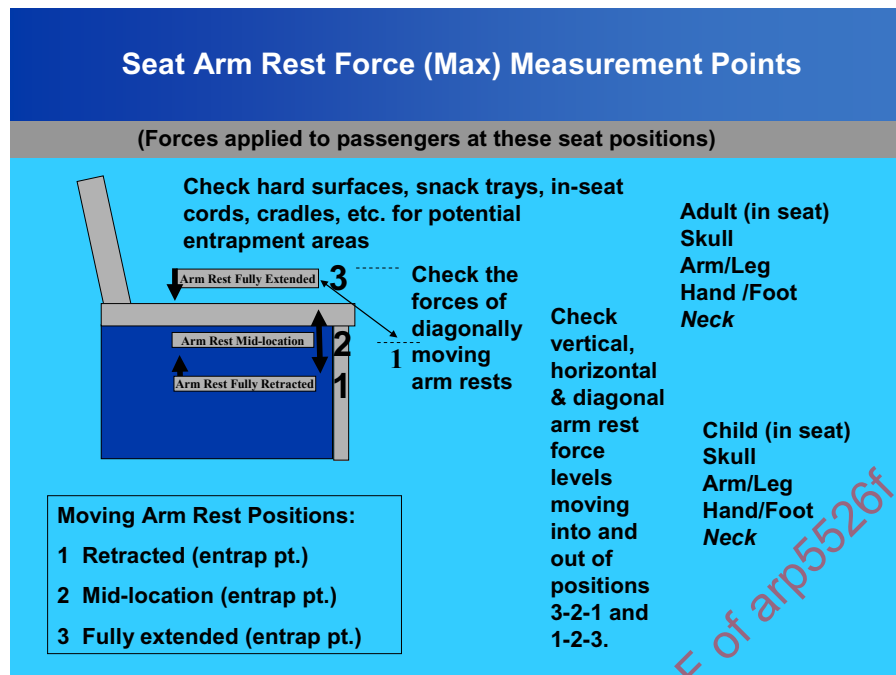 Seat Arm Rest Force (Max) Measurement Points
(Forces applied to passengers at these seat positions)
Check hard surfaces, snack trays, in-seat
cords, cradles, etc. for potential
entrapment areas
Arm Rest Fully Extended
3
Arm Rest Mid-location
2
Arm Rest Fully Retracted
1
1
Check the
forces of
diagonally
moving
arm rests
Check
vertical,
horizontal
& diagonal
arm rest
force
levels
moving
into and
out of
positions
3-2-1 and
1-2-3.
Adult (in seat)
Skull
Arm/Leg
Hand /Foot
Neck
Child (in seat)
Skull
Arm/Leg
Hand/Foot
Neck
Moving Arm Rest Positions:
1 Retracted (entrap pt.)
2 Mid-location (entrap pt.)
3 Fully extended (entrap pt.)
of arp5526f